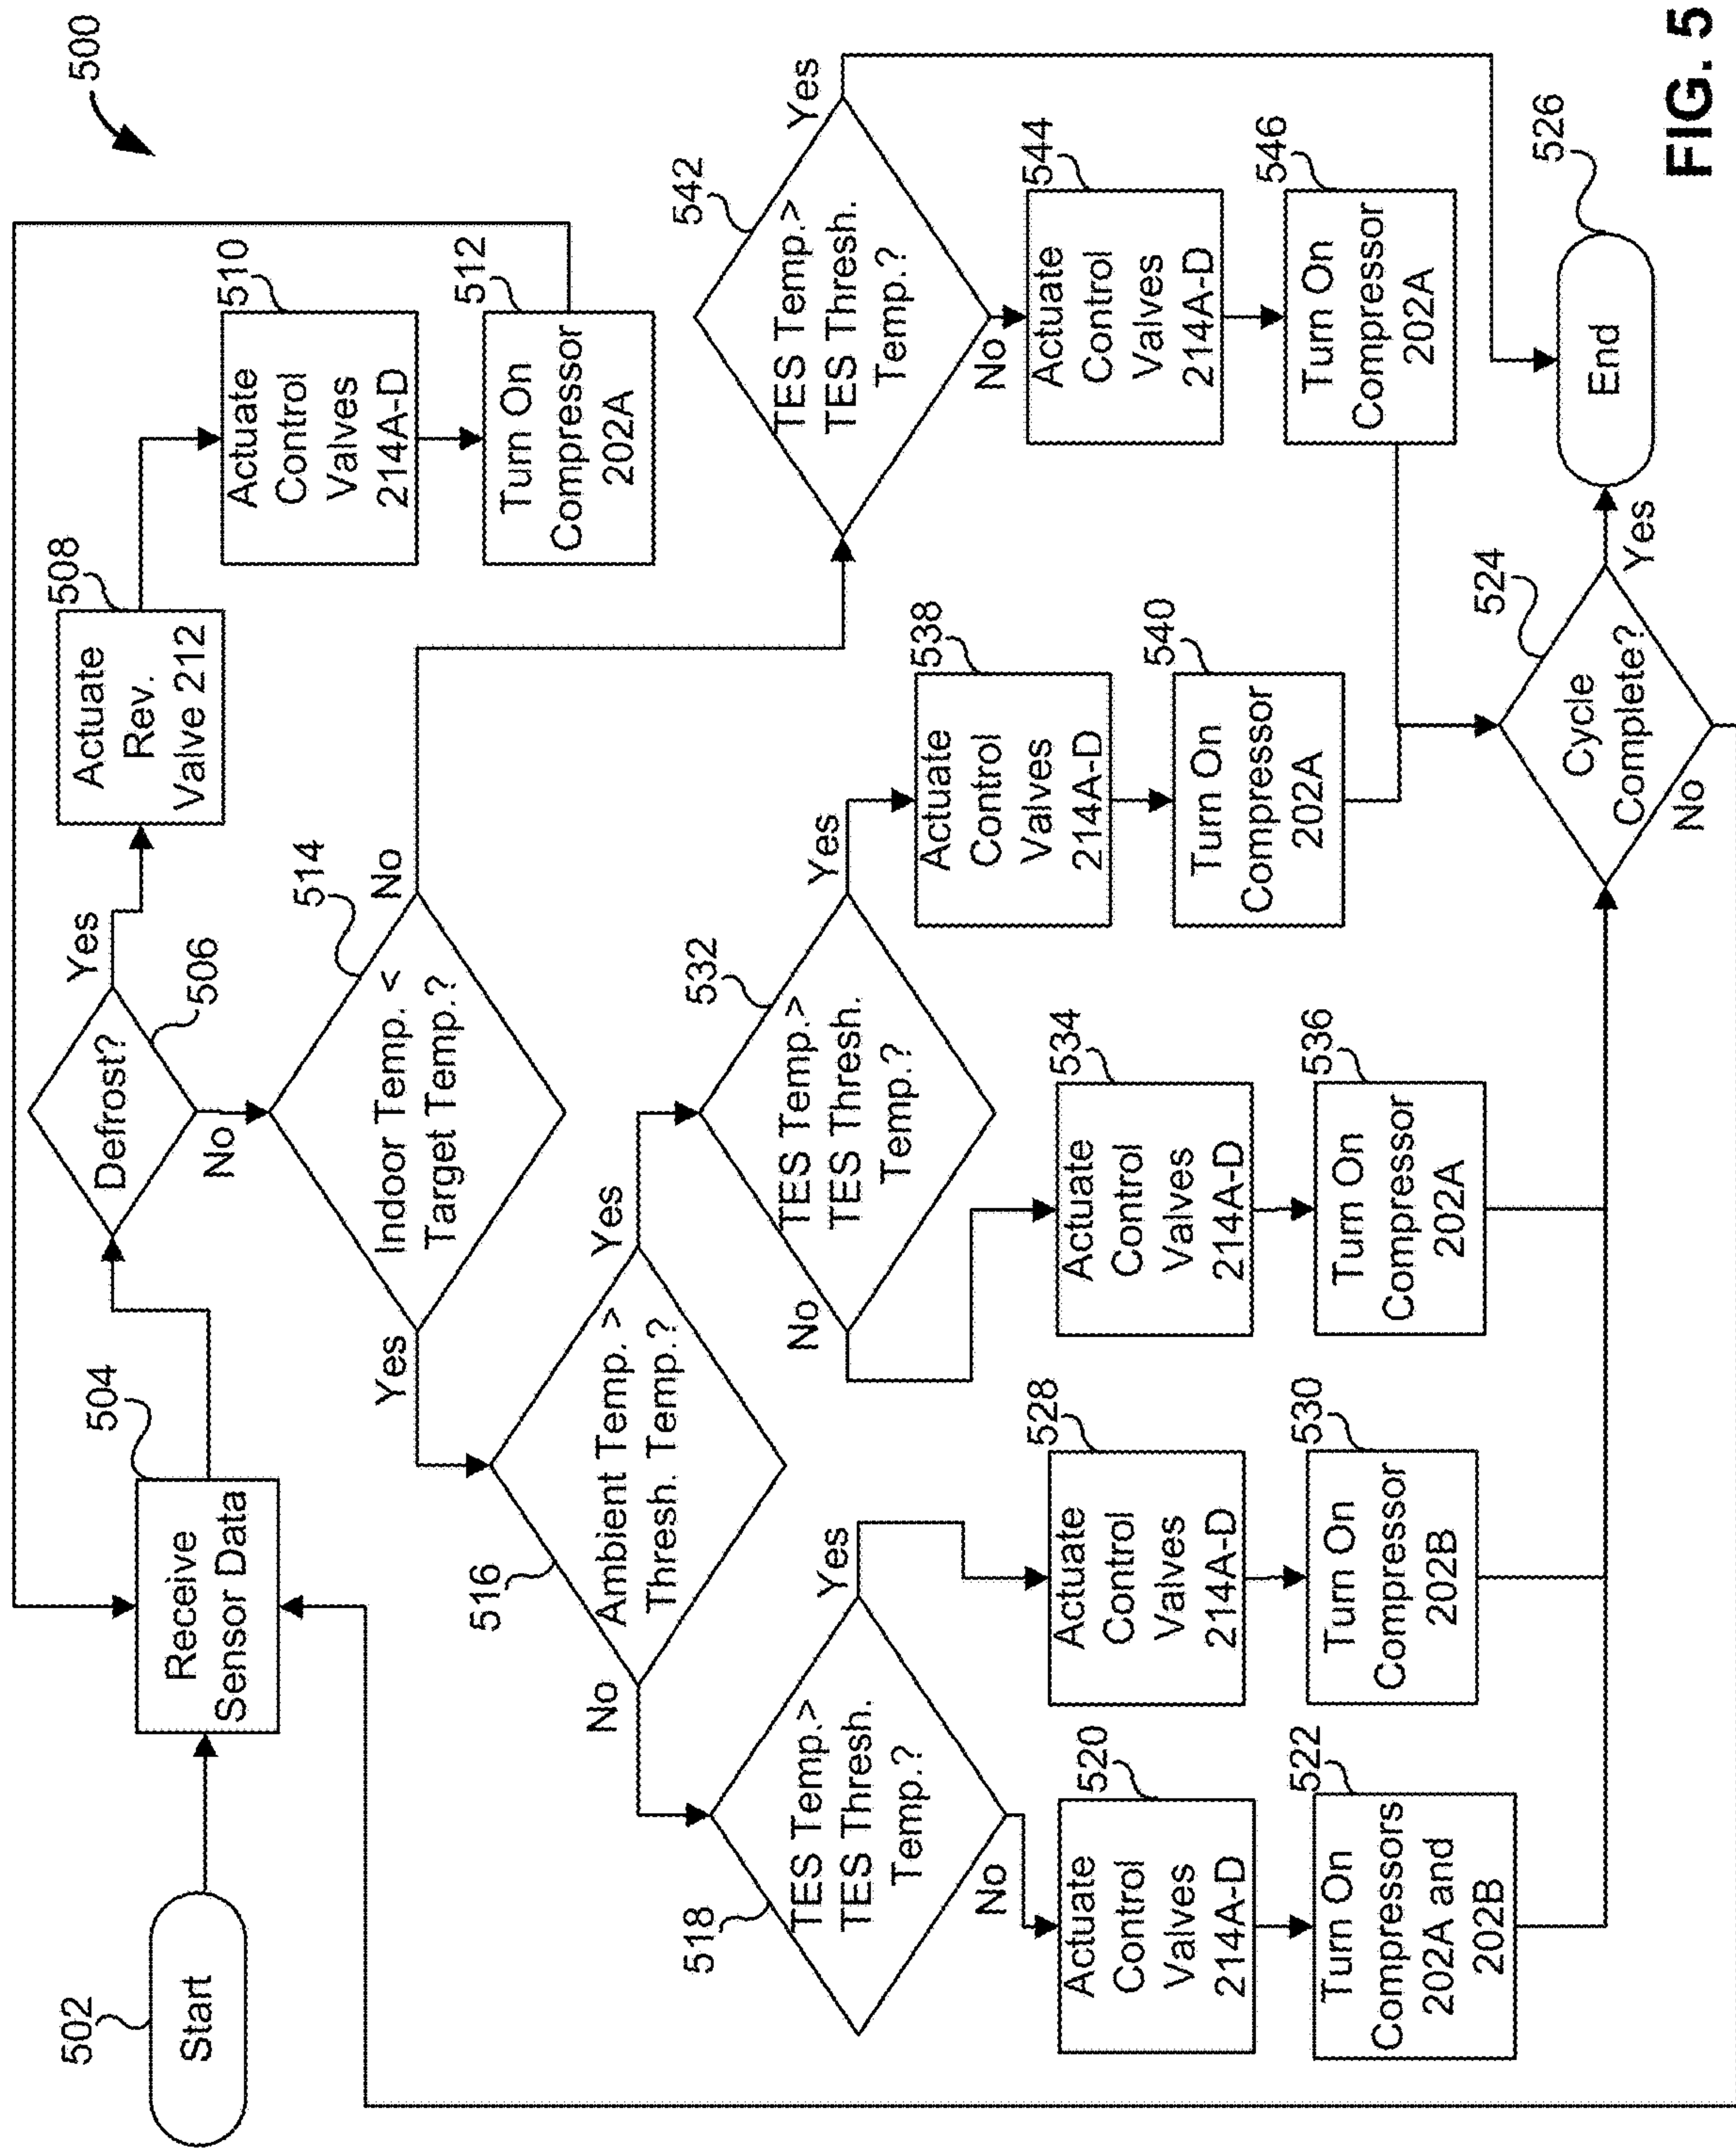 500
502
Start
504
Receive
Sensor Data
Defrost?
506
Yes
No
508
Actuate
Rev.
Valve 212
510
Actuate
Control
Valves
214A-D
512
Turn On
Compressor
202A
514
Indoor Temp. <
Target Temp.?
Yes
No
516
Ambient Temp. >
Thresh. Temp.?
No
Yes
518
TES Temp.>
TES Thresh.
Temp.?
No
Yes
520
Actuate
Control
Valves
214A-D
522
Turn On
Compressors
202A and
202B
528
Actuate
Control
Valves
214A-D
530
Turn On
Compressor
202B
532
TES Temp.>
TES Thresh.
Temp.?
No
Yes
534
Actuate
Control
Valves
214A-D
536
Turn On
Compressor
202A
538
Actuate
Control
Valves
214A-D
540
Turn On
Compressor
202A
542
TES Temp.>
TES Thresh.
Temp.?
Yes
No
544
Actuate
Control
Valves
214A-D
546
Turn On
Compressor
202A
524
Cycle
Complete?
Yes
No
526
End
FIG. 5